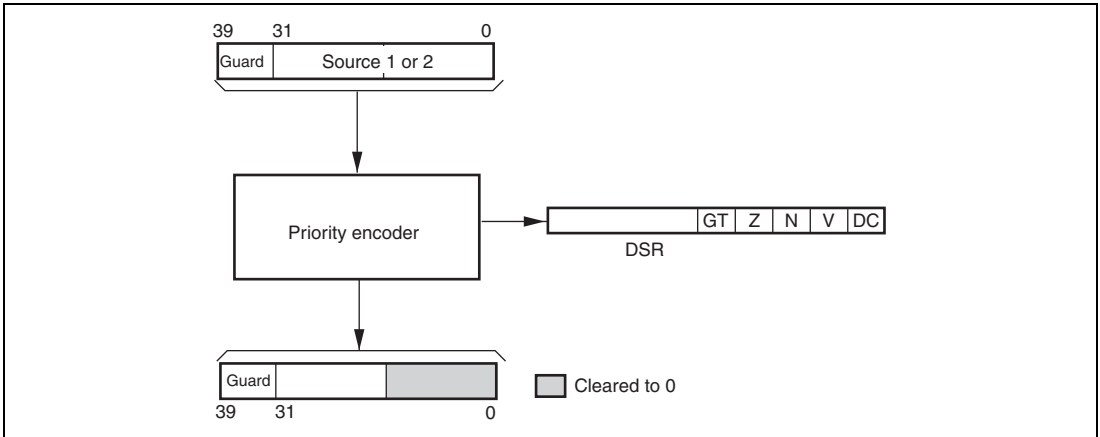 39 31 0
Guard Source 1 or 2
Priority encoder
GT Z N V DC
DSR
Guard
Cleared to 0
39 31 0